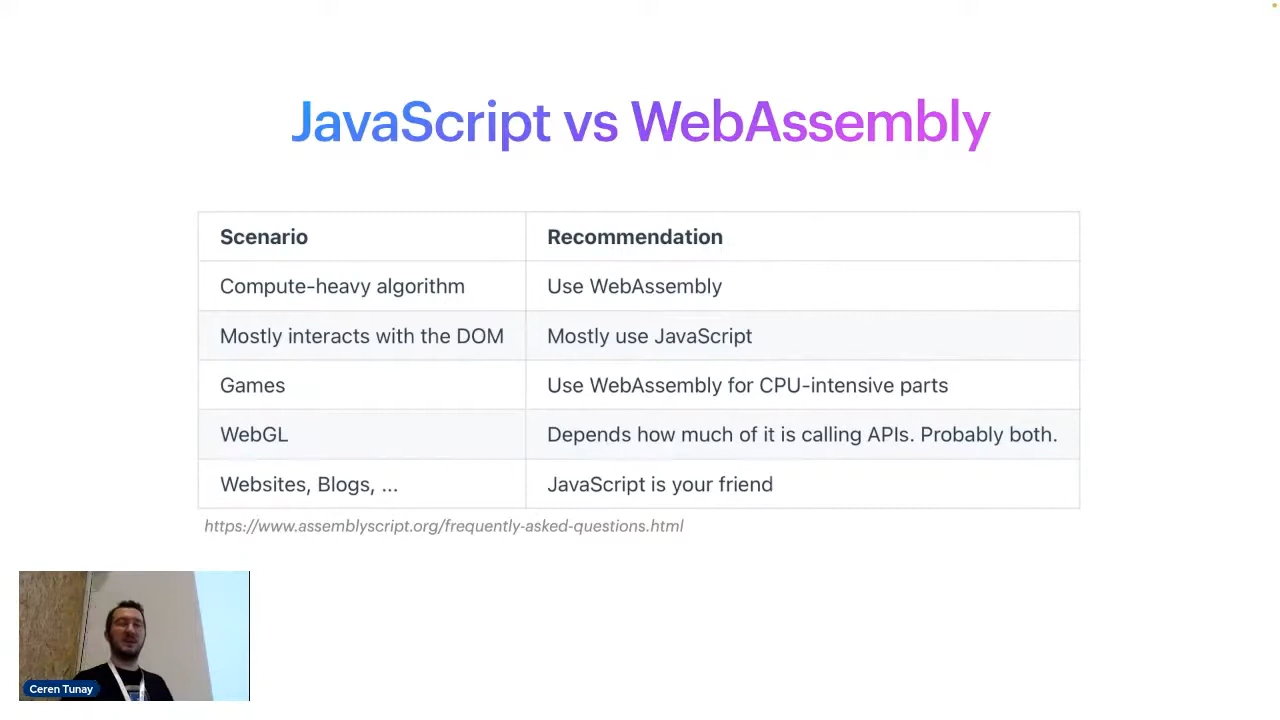 JavaScript vs WebAssembly
Scenario Recommendation
Compute-heavy algorithm Use WebAssembly
Mostly interacts with the DOM Mostly use JavaScript
Games Use WebAssembly for CPU-intensive parts
WebGL Depends how much of it is calling APIs. Probably both.
Websites, Blogs, ... JavaScript is your friend
https://www.assemblyscript.org/frequently-asked-questions.html
Ceren Tunay